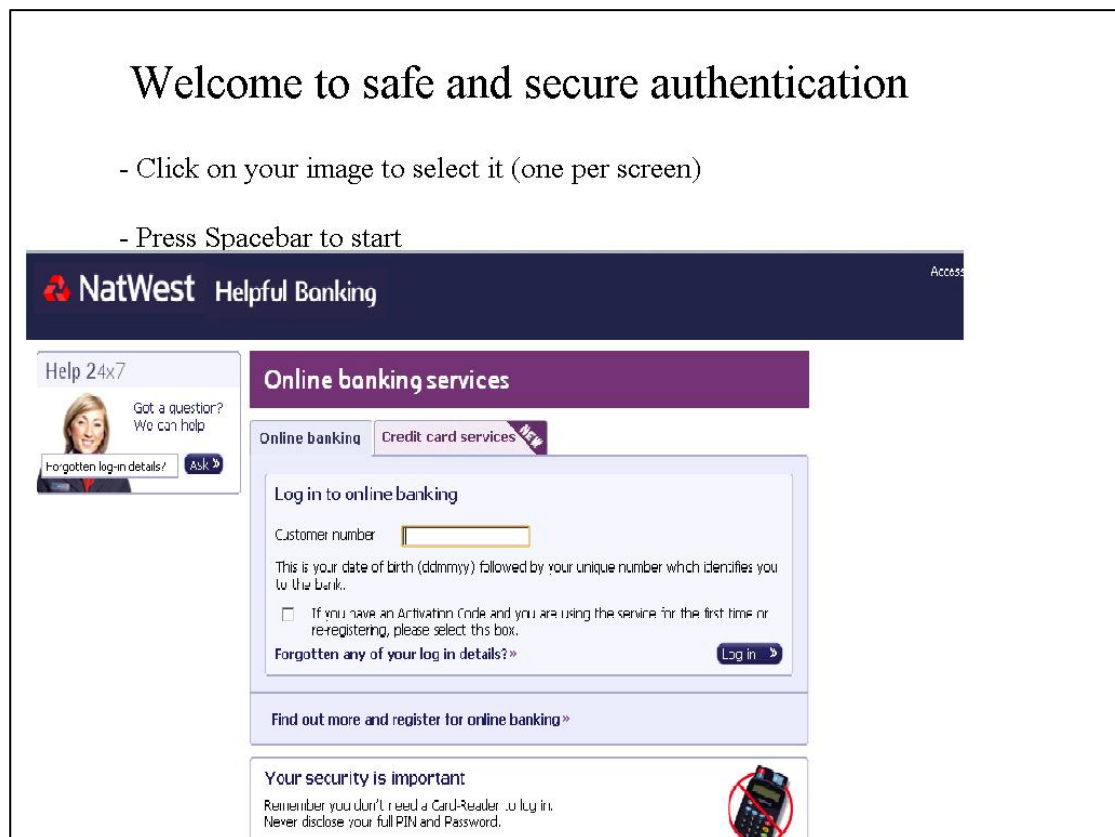 Welcome to safe and secure authentication
- Click on your image to select it (one per screen)
- Press Spacebar to start
NatWest Helpful Banking
Access
Help 24x7
Got a question?
We can help
Forgotten log-in details?
Ask »
Online banking services
Online banking
Credit card services
NEW
Log in to online banking
Customer number
This is your date of birth (ddmmyy) followed by your unique number which identifies you
to the bank.
If you have an Activation Code and you are using the service for the first time or
re-registering, please select this box.
Forgotten any of your log in details? »
Log in »
Find out more and register for online banking »
Your security is important
Remember you don't need a Card-Reader to log in.
Never disclose your full PIN and Password.